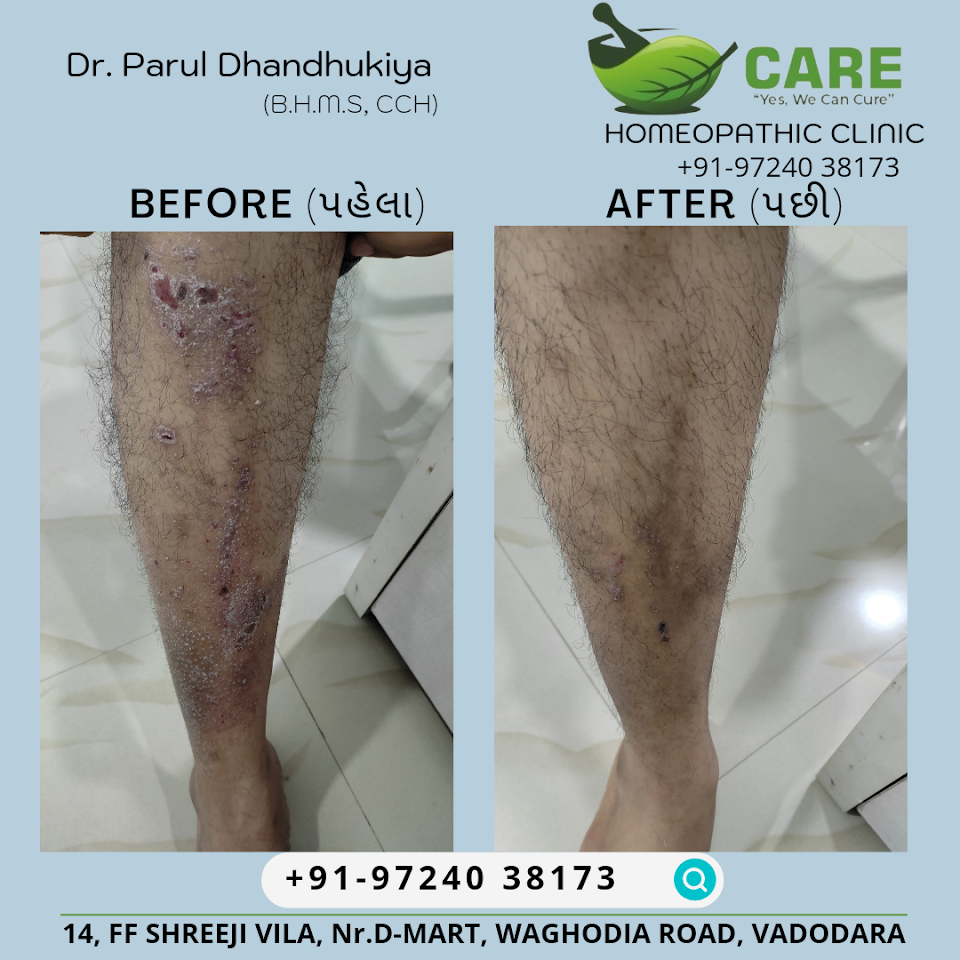 Dr. Parul Dhandhukiya
(B.H.M.S, CCH)
CARE
"Yes, We Can Cure"
HOMEOPATHIC CLINIC
+91-97240 38173
BEFORE (પહેલા)
AFTER (પછી)
+91-97240 38173
14, FF SHREEJI VILA, Nr.D-MART, WAGHODIA ROAD, VADODARA